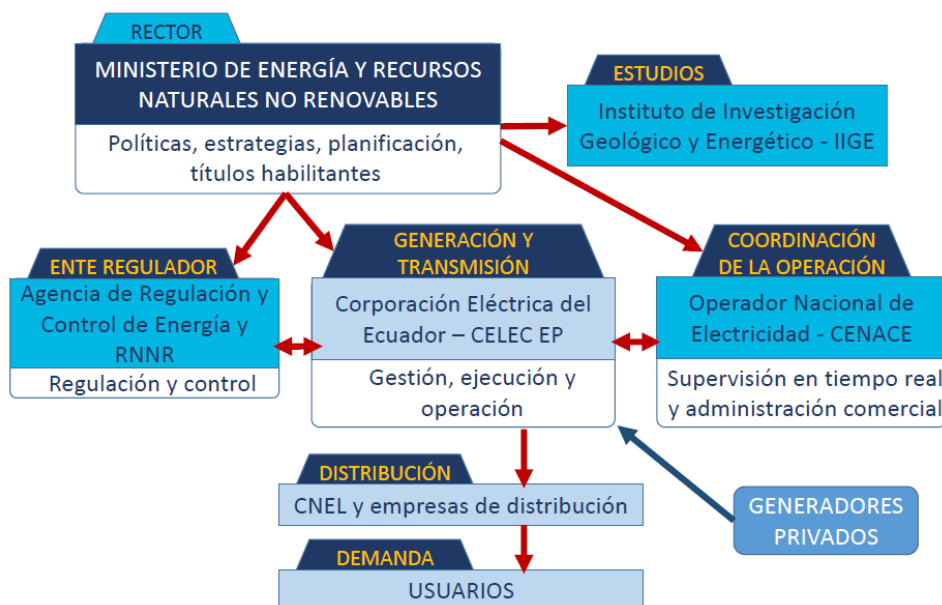 RECTOR
MINISTERIO DE ENERGÍA Y RECURSOS
NATURALES NO RENOVABLES
Políticas, estrategias, planificación,
títulos habilitantes
ESTUDIOS
Instituto de Investigación
Geológico y Energético - IIGE
ENTE REGULADOR
Agencia de Regulación y
Control de Energía y
RNNR
Regulación y control
GENERACIÓN Y
TRANSMISIÓN
Corporación Eléctrica del
Ecuador – CELEC EP
Gestión, ejecución y
operación
COORDINACIÓN
DE LA OPERACIÓN
Operador Nacional de
Electricidad - CENACE
Supervisión en tiempo real
y administración comercial
DISTRIBUCIÓN
CNEL y empresas de distribución
GENERADORES
PRIVADOS
DEMANDA
USUARIOS